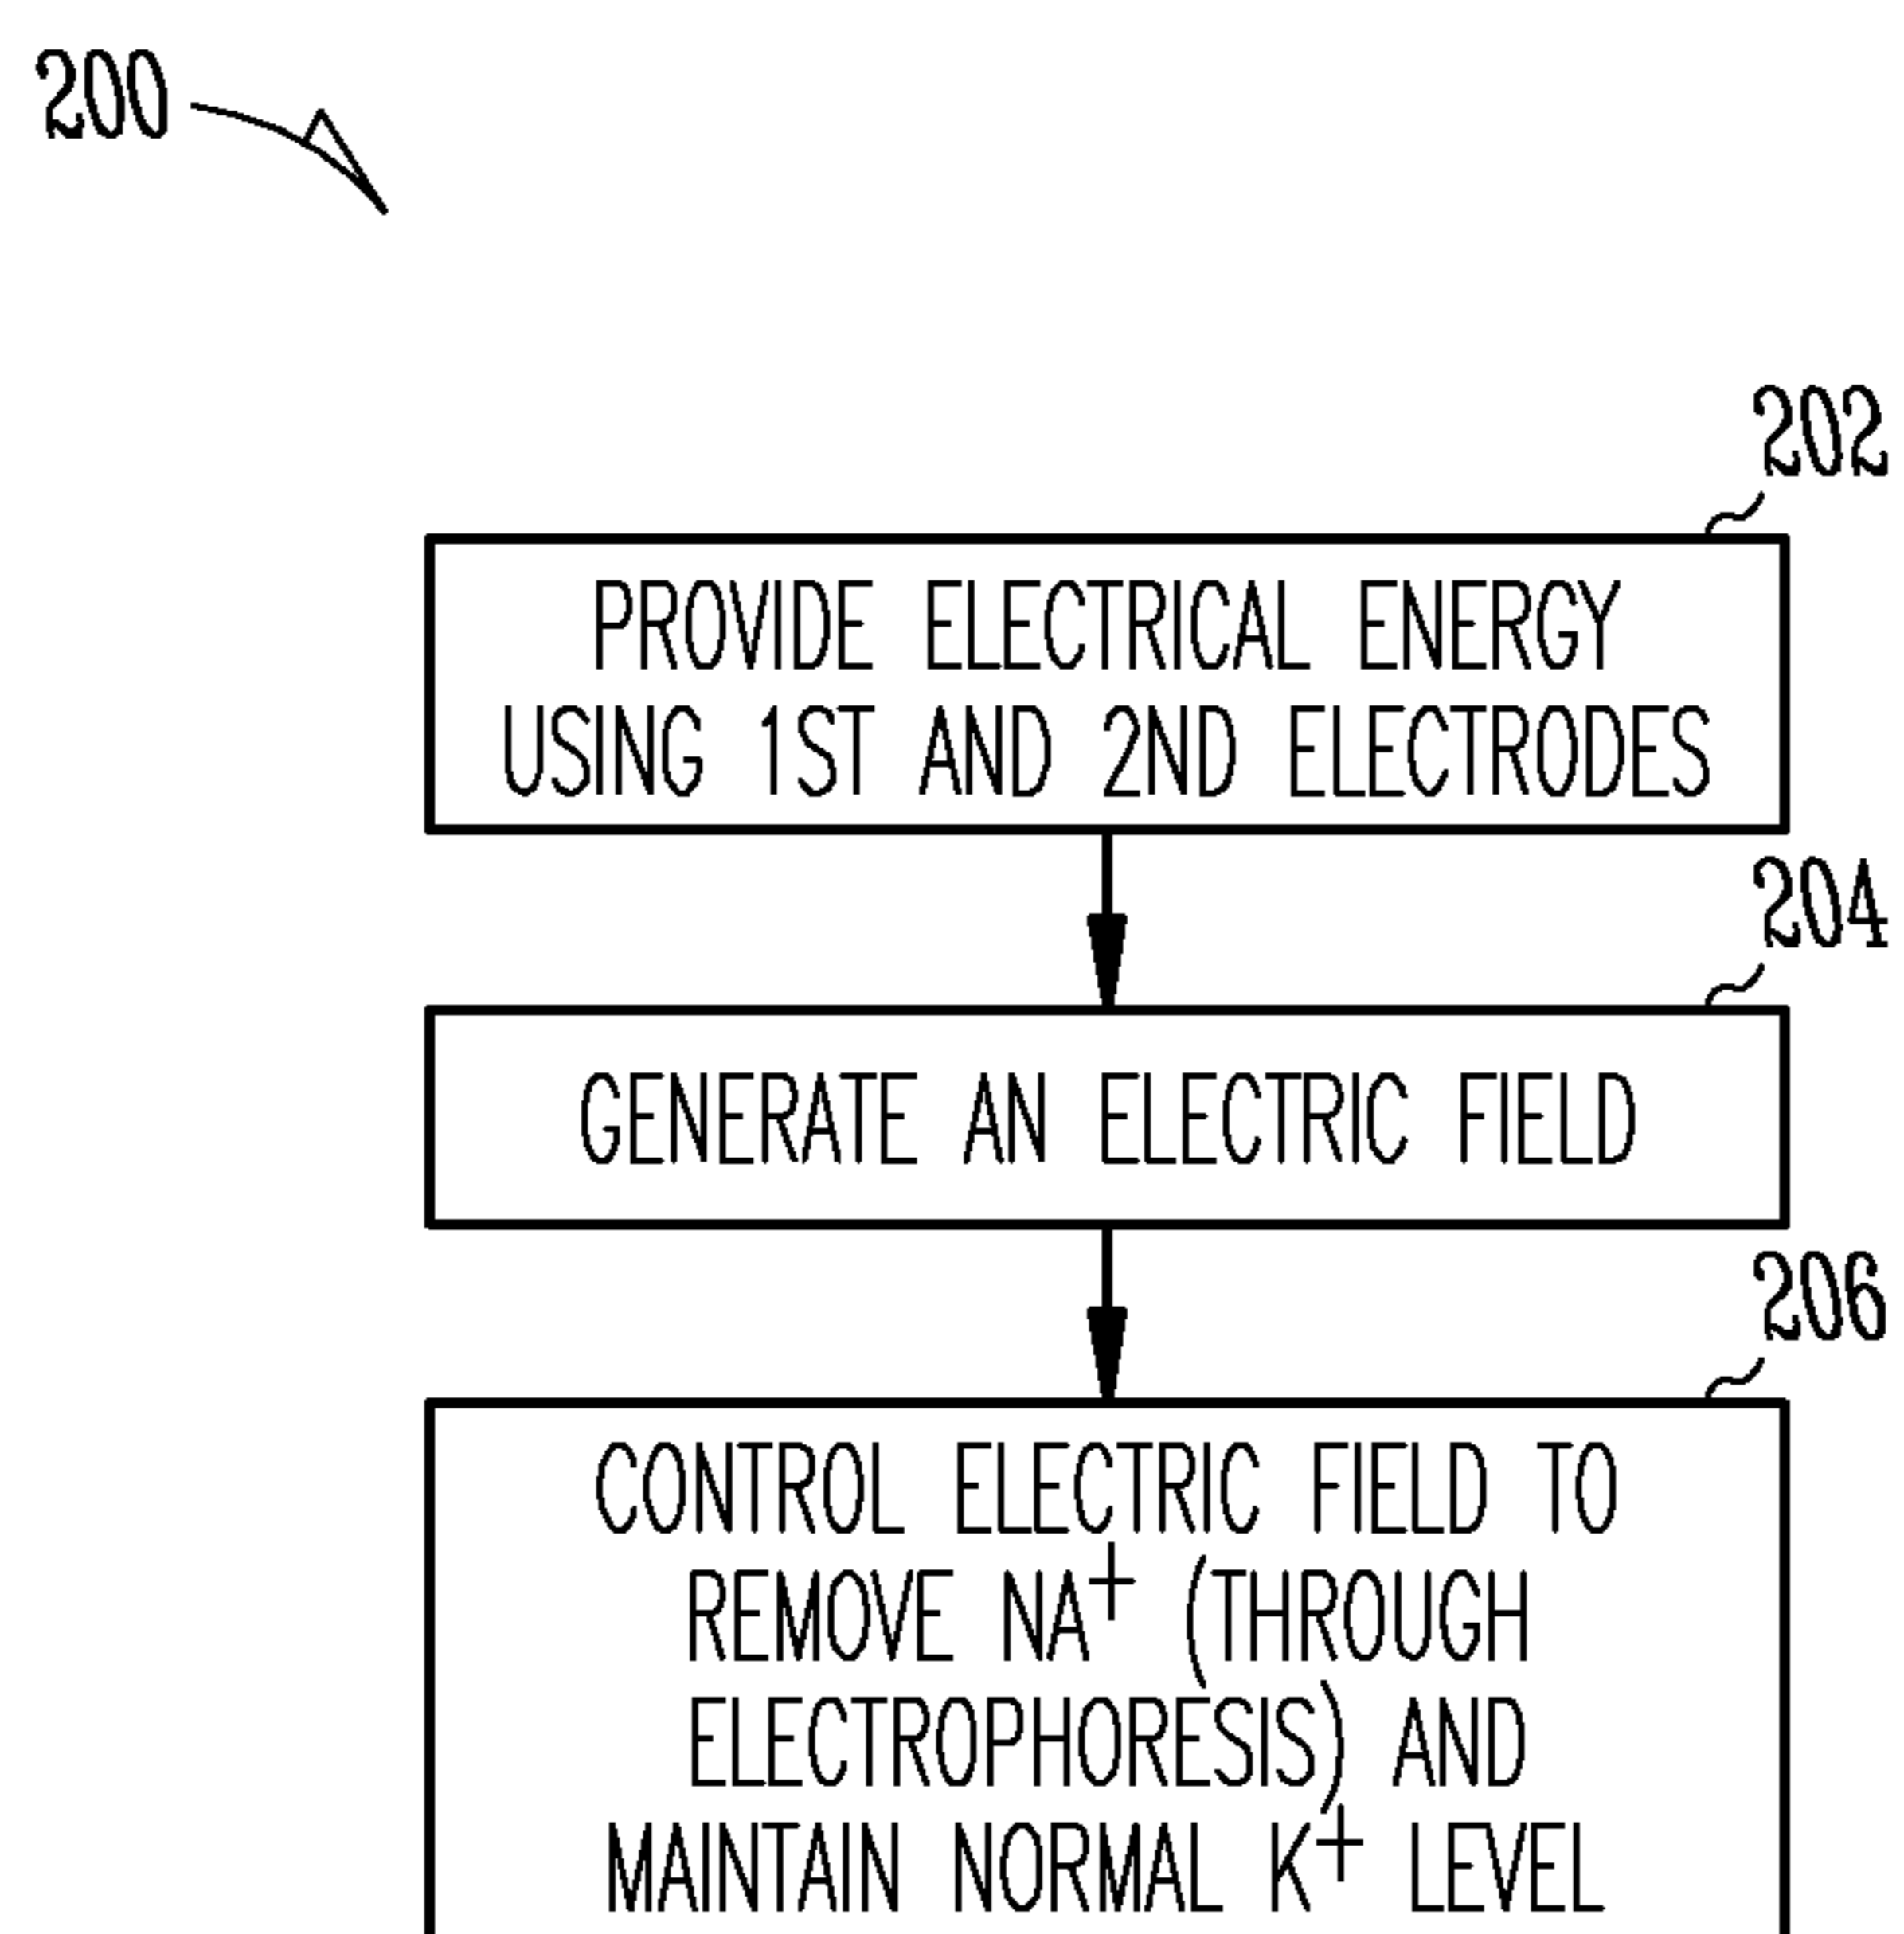 200
202
PROVIDE ELECTRICAL ENERGY
USING 1ST AND 2ND ELECTRODES
204
GENERATE AN ELECTRIC FIELD
206
CONTROL ELECTRIC FIELD TO
REMOVE NA⁺ (THROUGH
ELECTROPHORESIS) AND
MAINTAIN NORMAL K⁺ LEVEL